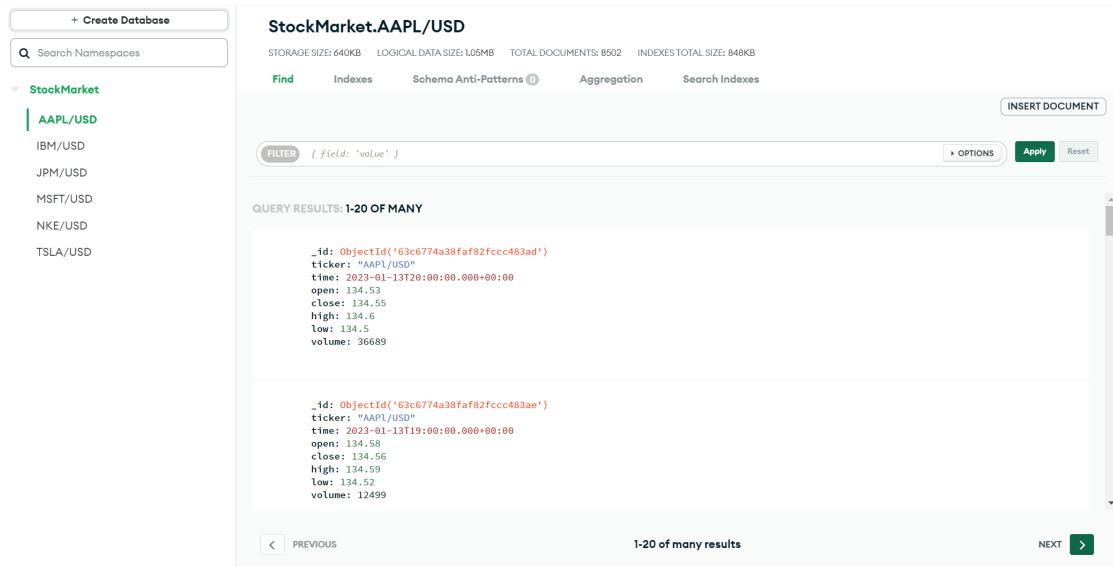 + Create Database
Search Namespaces
StockMarket
AAPL/USD
IBM/USD
JPM/USD
MSFT/USD
NKE/USD
TSLA/USD
StockMarket.AAPL/USD
STORAGE SIZE: 640KB LOGICAL DATA SIZE: 1.05MB TOTAL DOCUMENTS: 8502 INDEXES TOTAL SIZE: 848KB
Find Indexes Schema Anti-Patterns 0 Aggregation Search Indexes
INSERT DOCUMENT
FILTER { field: 'value' } OPTIONS Apply Reset
QUERY RESULTS: 1-20 OF MANY
_id: ObjectId('63c6774a38faf82fccc483ad')
ticker: "AAPl/USD"
time: 2023-01-13T20:00:00.000+00:00
open: 134.53
close: 134.55
high: 134.6
low: 134.5
volume: 36689
_id: ObjectId('63c6774a38faf82fccc483ae')
ticker: "AAPl/USD"
time: 2023-01-13T19:00:00.000+00:00
open: 134.58
close: 134.56
high: 134.59
low: 134.52
volume: 12499
PREVIOUS 1-20 of many results NEXT